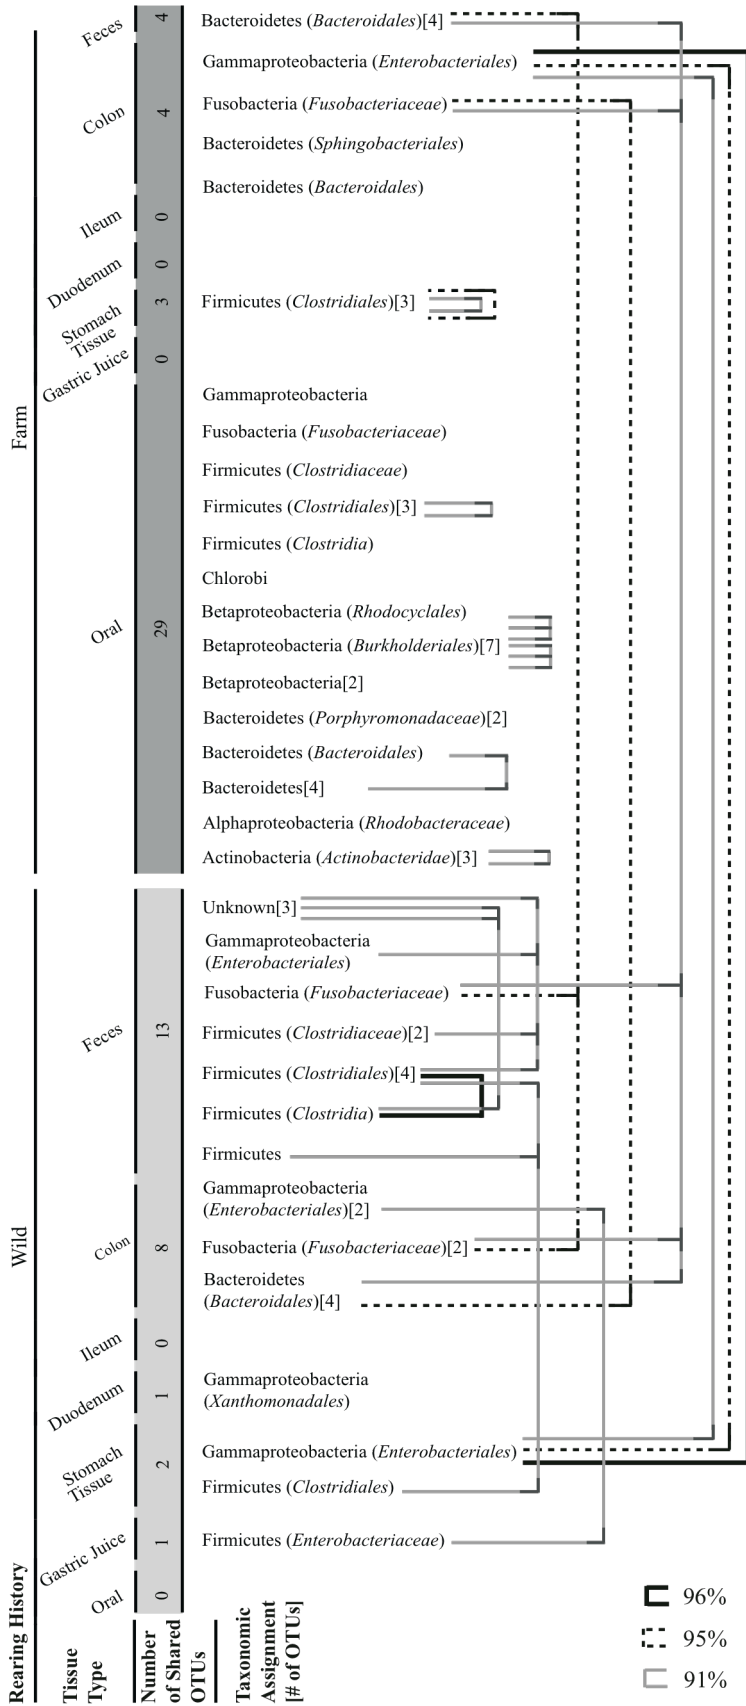 Feces
4
Bacteroidetes (Bacteroidales)[4]
Gammaproteobacteria (Enterobacteriales)
Colon
4
Fusobacteria (Fusobacteriaceae)
Bacteroidetes (Sphingobacteriales)
Bacteroidetes (Bacteroidales)
Ileum
0
Duodenum
0
Stomach
Tissue
3
Firmicutes (Clostridiales)[3]
Gastric Juice
0
Farm
Gammaproteobacteria
Fusobacteria (Fusobacteriaceae)
Firmicutes (Clostridiaceae)
Firmicutes (Clostridiales)[3]
Firmicutes (Clostridia)
Chlorobi
Oral
29
Betaproteobacteria (Rhodocyclales)
Betaproteobacteria (Burkholderiales)[7]
Betaproteobacteria[2]
Bacteroidetes (Porphyromonadaceae)[2]
Bacteroidetes (Bacteroidales)
Bacteroidetes[4]
Alphaproteobacteria (Rhodobacteraceae)
Actinobacteria (Actinobacteridae)[3]
Unknown[3]
Gammaproteobacteria
(Enterobacteriales)
Fusobacteria (Fusobacteriaceae)
Feces
13
Firmicutes (Clostridiaceae)[2]
Firmicutes (Clostridiales)[4]
Firmicutes (Clostridia)
Firmicutes
Wild
Gammaproteobacteria
(Enterobacteriales)[2]
Colon
8
Fusobacteria (Fusobacteriaceae)[2]
Bacteroidetes
(Bacteroidales)[4]
Ileum
0
Duodenum
1
Gammaproteobacteria
(Xanthomonadales)
Stomach
Tissue
2
Gammaproteobacteria (Enterobacteriales)
Firmicutes (Clostridiales)
Gastric Juice
1
Firmicutes (Enterobacteriaceae)
Oral
0
Rearing History
Tissue
Type
Number
of Shared
OTUs
Taxonomic
Assignment
[# of OTUs]
96%
95%
91%